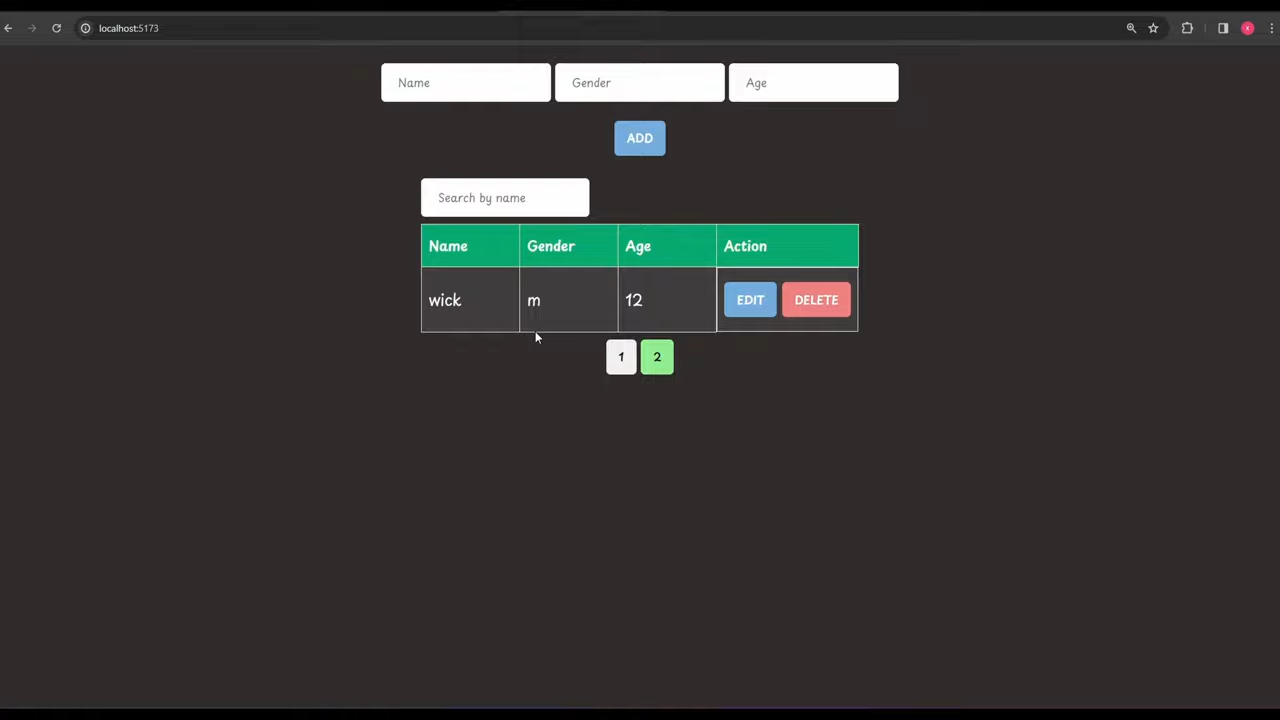 localhost:5173
Name Gender Age
ADD
Search by name
Name Gender Age Action
wick m 12 EDIT DELETE
1 2